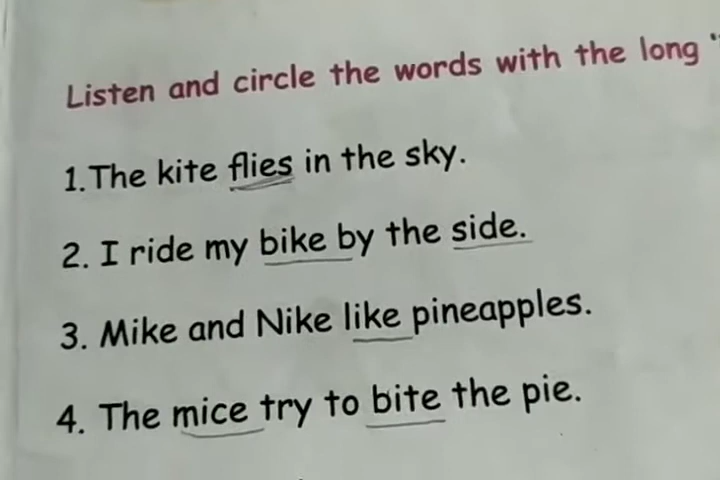 Listen and circle the words with the long "
1.The kite flies in the sky.
2. I ride my bike by the side.
3. Mike and Nike like pineapples.
4. The mice try to bite the pie.